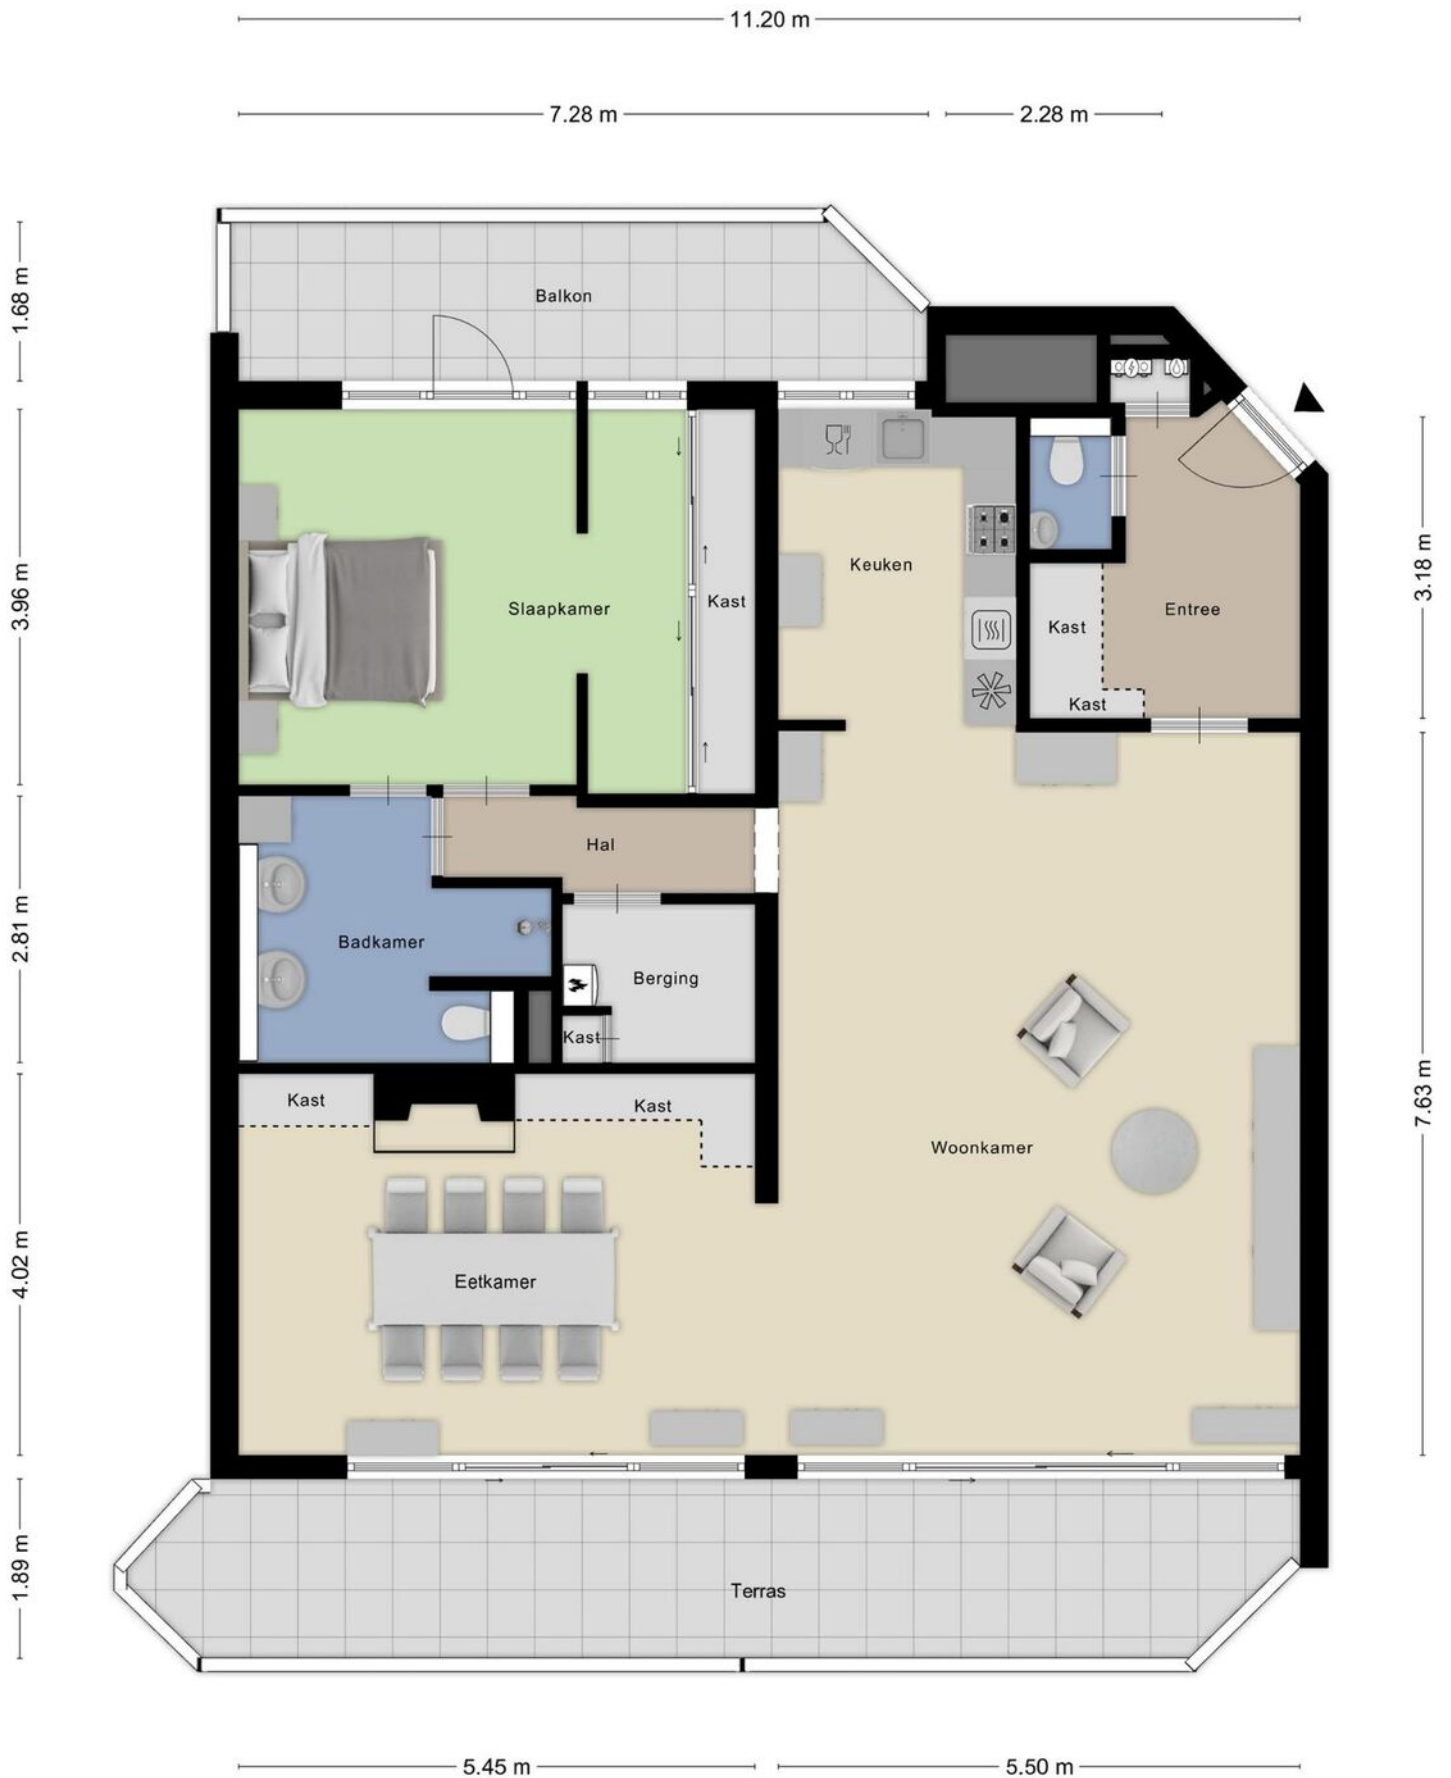 11.20 m
7.28 m
2.28 m
1.68 m
Balkon
3.96 m
Slaapkamer
Kast
Keuken
Kast
Kast
Entree
3.18 m
Hal
2.81 m
Badkamer
Berging
Kast
Kast
Kast
Woonkamer
7.63 m
4.02 m
Eetkamer
1.89 m
Terras
5.45 m
5.50 m